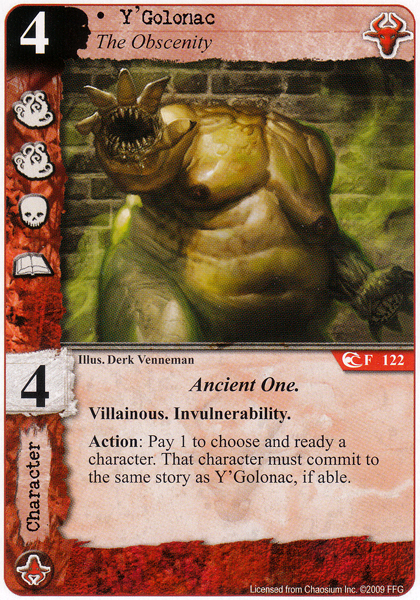 4
• Y'Golonac
The Obscenity
Illus. Derk Venneman
F 122
4
Character
Ancient One.
Villainous. Invulnerability.
Action: Pay 1 to choose and ready a
character. That character must commit to
the same story as Y'Golonac, if able.
Licensed from Chaosium Inc. ©2009 FFG